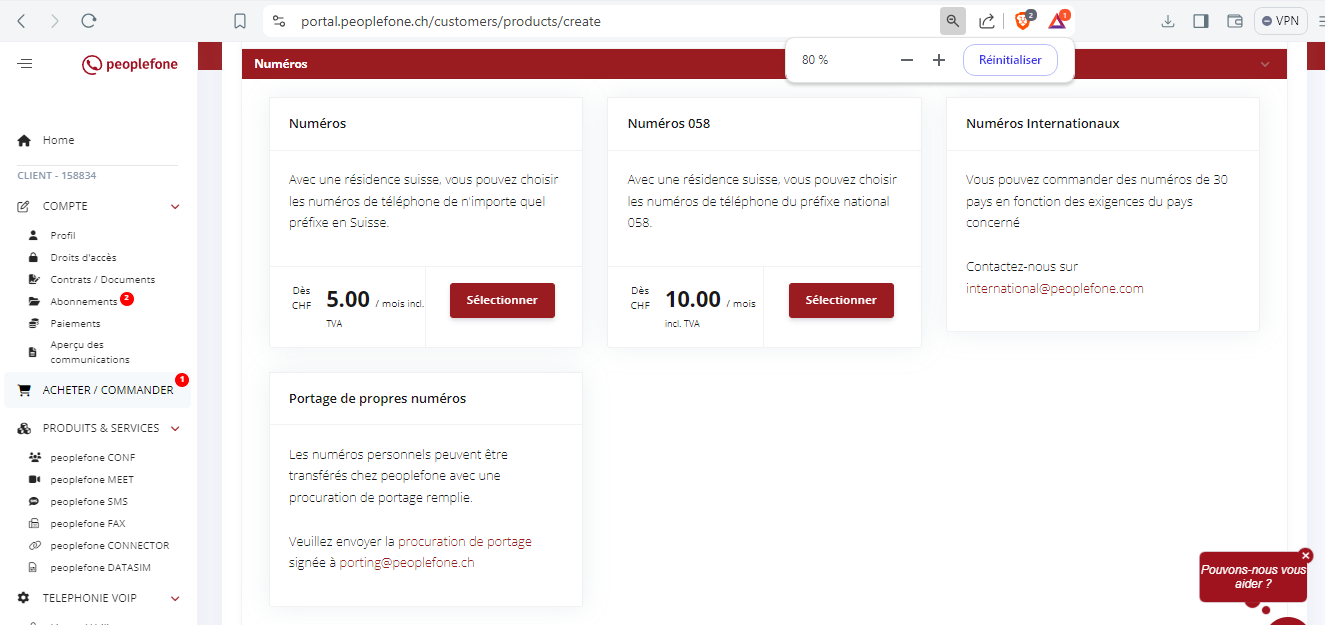 portal.peoplefone.ch/customers/products/create
2
1
VPN
80 %
Réinitialiser
peoplefone
Home
CLIENT - 158834
COMPTE
Profil
Droits d'accès
Contrats / Documents
Abonnements 2
Paiements
Aperçu des
communications
1
ACHETER / COMMANDER
PRODUITS & SERVICES
peoplefone CONF
peoplefone MEET
peoplefone SMS
peoplefone FAX
peoplefone CONNECTOR
peoplefone DATASIM
TELEPHONIE VOIP
Numéros
Numéros
Avec une résidence suisse, vous pouvez choisir
les numéros de téléphone de n'importe quel
préfixe en Suisse.
Dès
CHF
5.00 / mois incl.
TVA
Sélectionner
Numéros 058
Avec une résidence suisse, vous pouvez choisir
les numéros de téléphone du préfixe national
058.
Dès
CHF
10.00 / mois
incl. TVA
Sélectionner
Numéros Internationaux
Vous pouvez commander des numéros de 30
pays en fonction des exigences du pays
concerné
Contactez-nous sur
international@peoplefone.com
Portage de propres numéros
Les numéros personnels peuvent être
transférés chez peoplefone avec une
procuration de portage remplie.
Veuillez envoyer la procuration de portage
signée à porting@peoplefone.ch
Pouvons-nous vous
aider ?